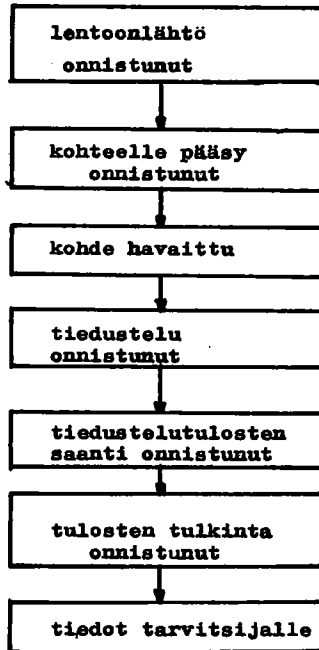 lentoonlähtö
onnistunut
kohteelle pääsy
onnistunut
kohde havaittu
tiedustelu
onnistunut
tiedustelutulosten
saanti onnistunut
tulosten tulkinta
onnistunut
tiedot tarvitsijalle